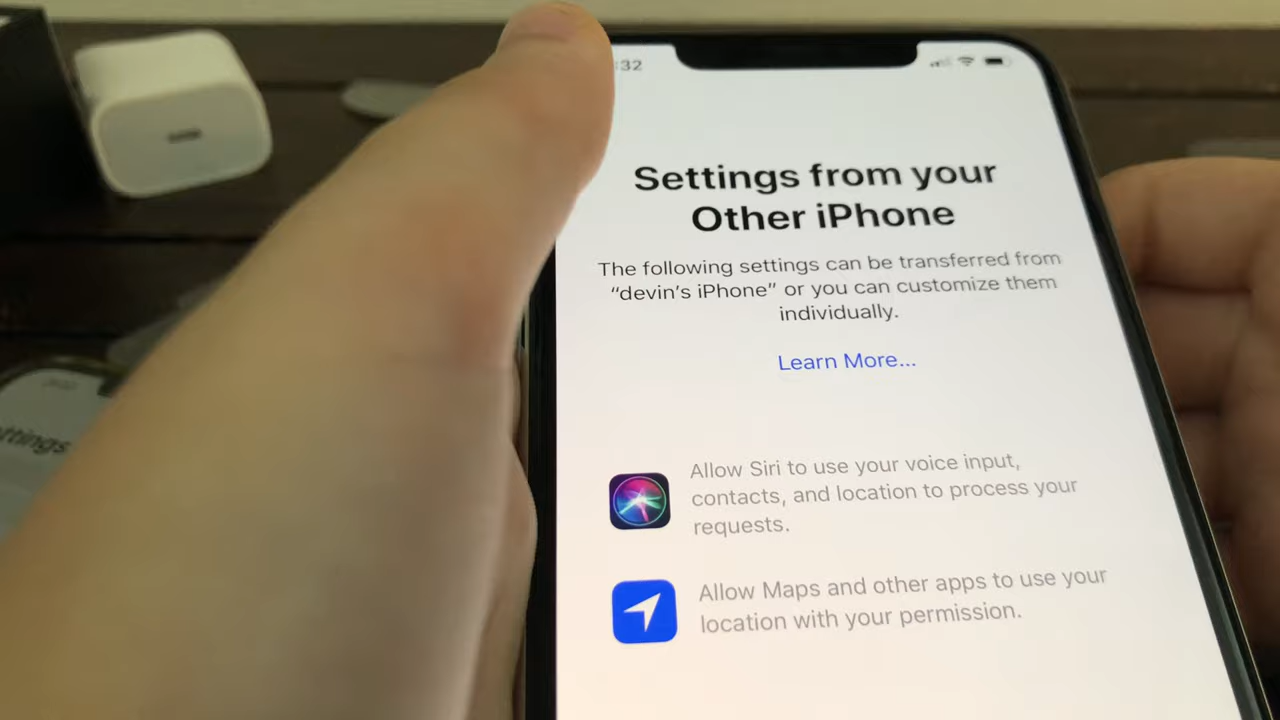 :32
Settings from your
Other iPhone
The following settings can be transferred from
“devin’s iPhone” or you can customize them
individually.
Learn More...
Allow Siri to use your voice input,
contacts, and location to process your
requests.
Allow Maps and other apps to use your
location with your permission.
ttings